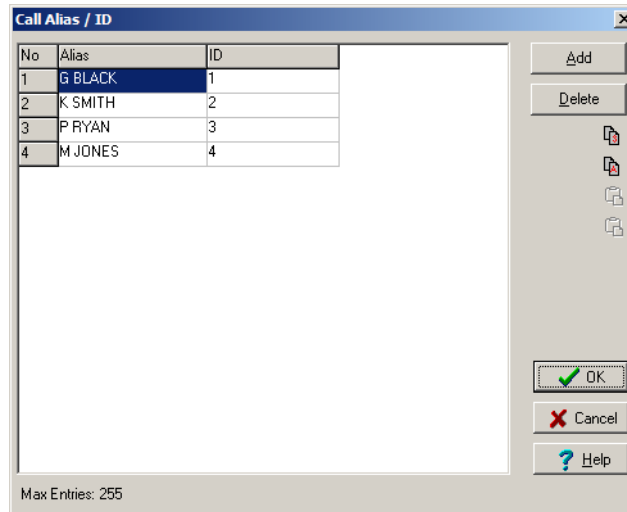 Call Alias / ID
No Alias ID
1 G BLACK 1
2 K SMITH 2
3 P RYAN 3
4 M JONES 4
Add
Delete
OK
Cancel
? Help
Max Entries: 255